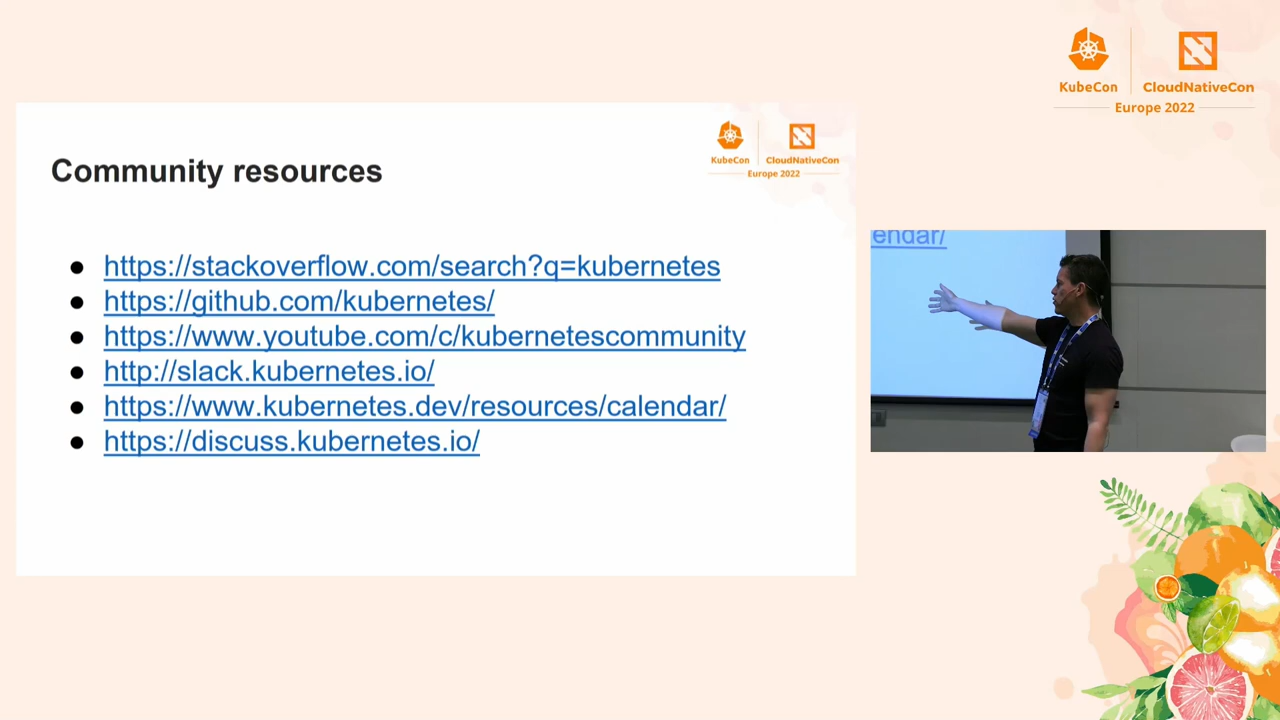 KubeCon
CloudNativeCon
Europe 2022
Community resources
KubeCon
CloudNativeCon
Europe 2022
● https://stackoverflow.com/search?q=kubernetes
● https://github.com/kubernetes/
● https://www.youtube.com/c/kubernetescommunity
● http://slack.kubernetes.io/
● https://www.kubernetes.dev/resources/calendar/
● https://discuss.kubernetes.io/
endar/